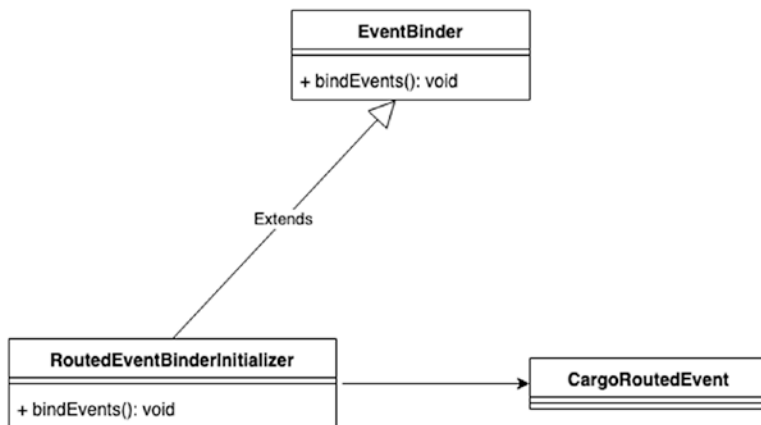 EventBinder
+ bindEvents(): void
Extends
RoutedEventBinderInitializer
+ bindEvents(): void
CargoRoutedEvent